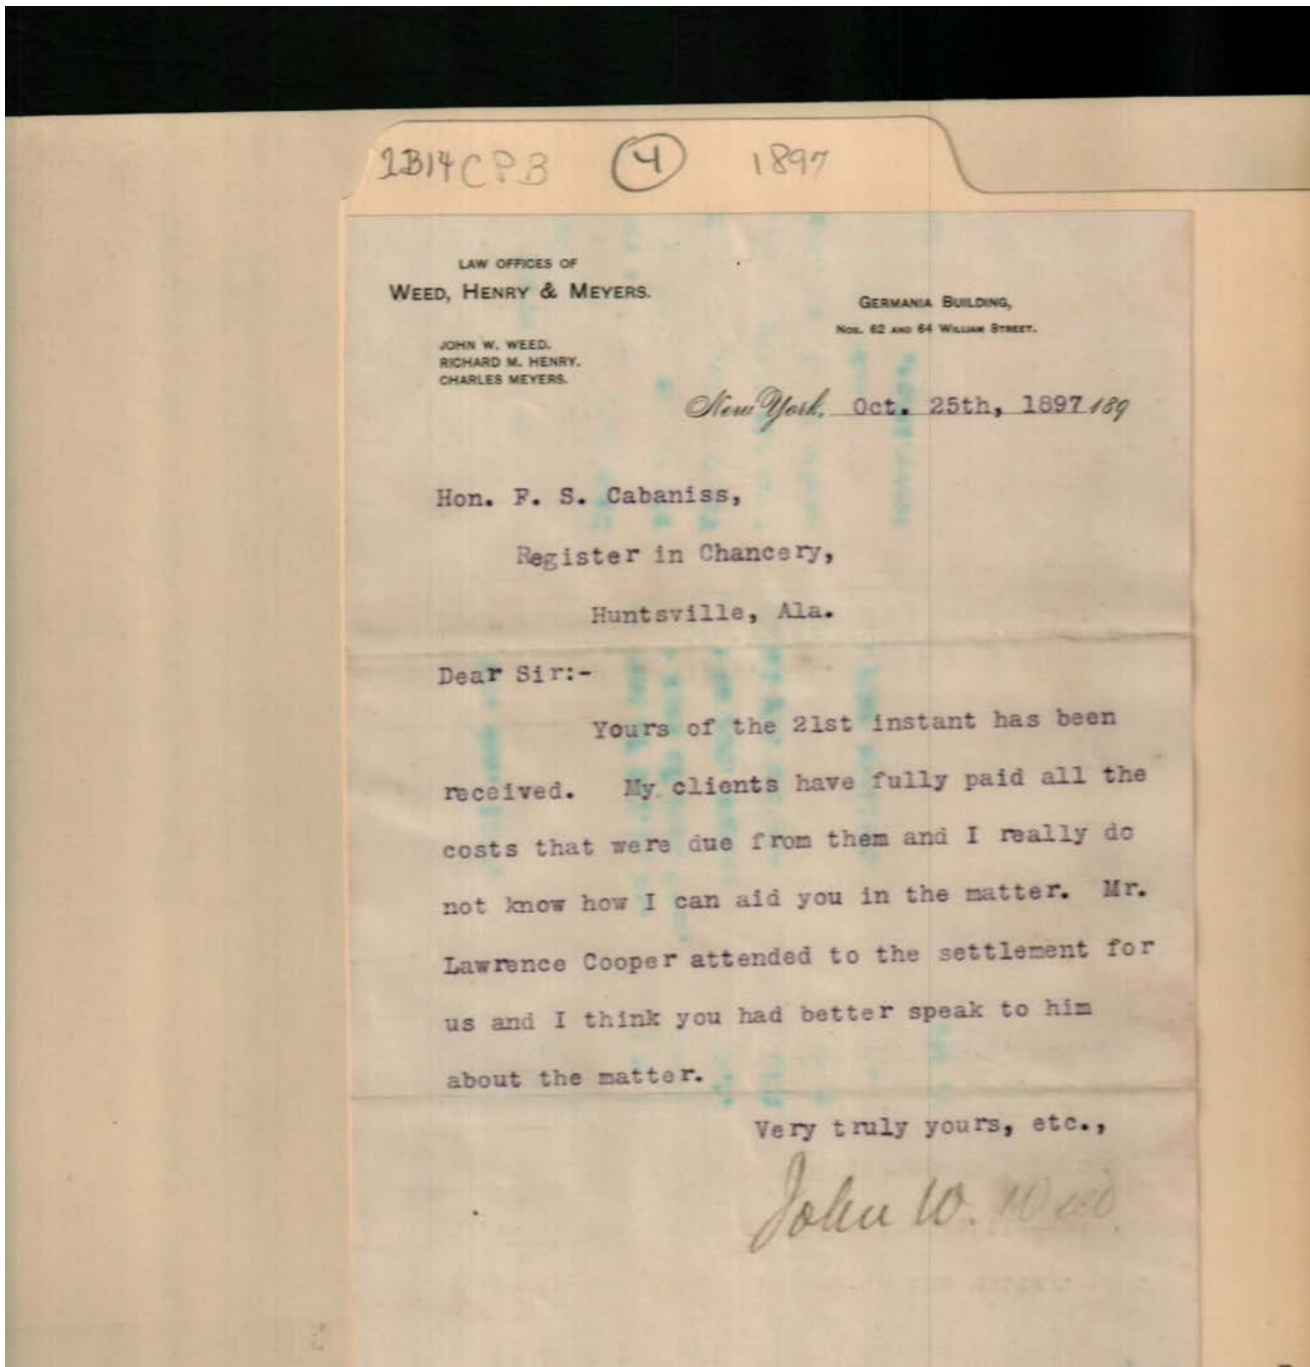 2B14 CPB 4 1897
LAW OFFICES OF
WEED, HENRY & MEYERS.
JOHN W. WEED.
RICHARD M. HENRY.
CHARLES MEYERS.
GERMANIA BUILDING,
NOS. 62 AND 64 WILLIAM STREET.
New York, Oct. 25th, 1897 189
Hon. F. S. Cabaniss,
Register in Chancery,
Huntsville, Ala.
Dear Sir:-
Yours of the 21st instant has been
received. My clients have fully paid all the
costs that were due from them and I really do
not know how I can aid you in the matter. Mr.
Lawrence Cooper attended to the settlement for
us and I think you had better speak to him
about the matter.
Very truly yours, etc.,
John W. Weed